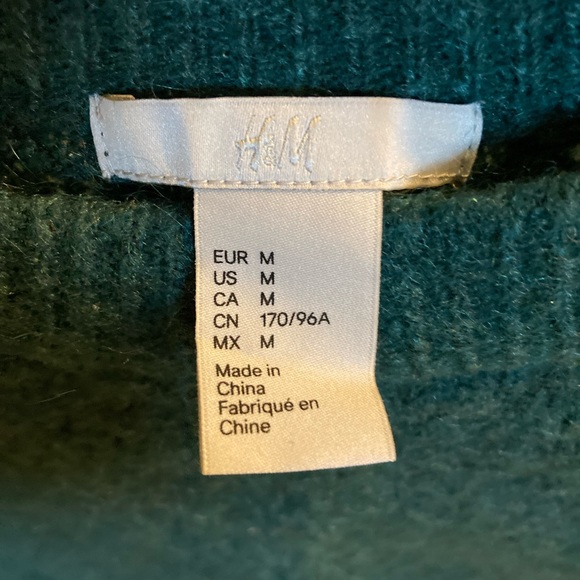 H&M
EUR M
US M
CA M
CN 170/96A
MX M
Made in
China
Fabriqué en
Chine